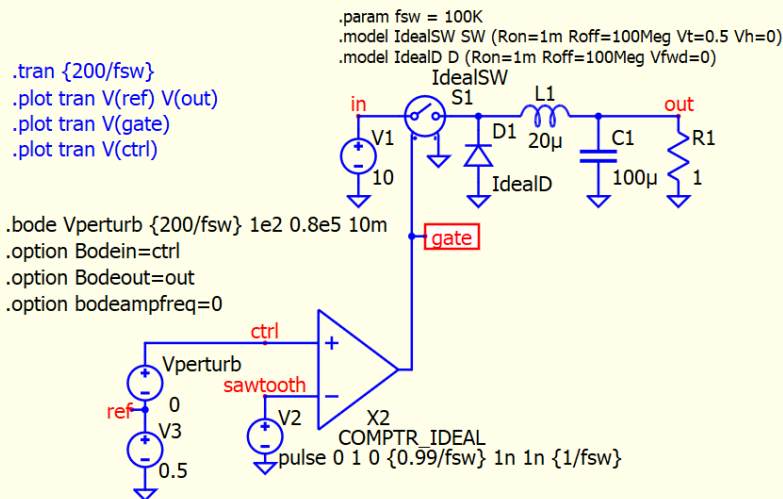 .param fsw = 100K
.model IdealSW SW (Ron=1m Roff=100Meg Vt=0.5 Vh=0)
.model IdealD D (Ron=1m Roff=100Meg Vfwd=0)
.tran {200/fsw}
.plot tran V(ref) V(out)
.plot tran V(gate)
.plot tran V(ctrl)
IdealSW
in
S1
L1
out
V1
D1
20µ
C1
R1
10
IdealD
100µ
1
.bode Vperturb {200/fsw} 1e2 0.8e5 10m
.option Bodein=ctrl
.option Bodeout=out
.option bodeampfreq=0
gate
ctrl
+
Vperturb
sawtooth
−
0
ref
V2
X2
V3
COMPTR_IDEAL
0.5
pulse 0 1 0 {0.99/fsw} 1n 1n {1/fsw}